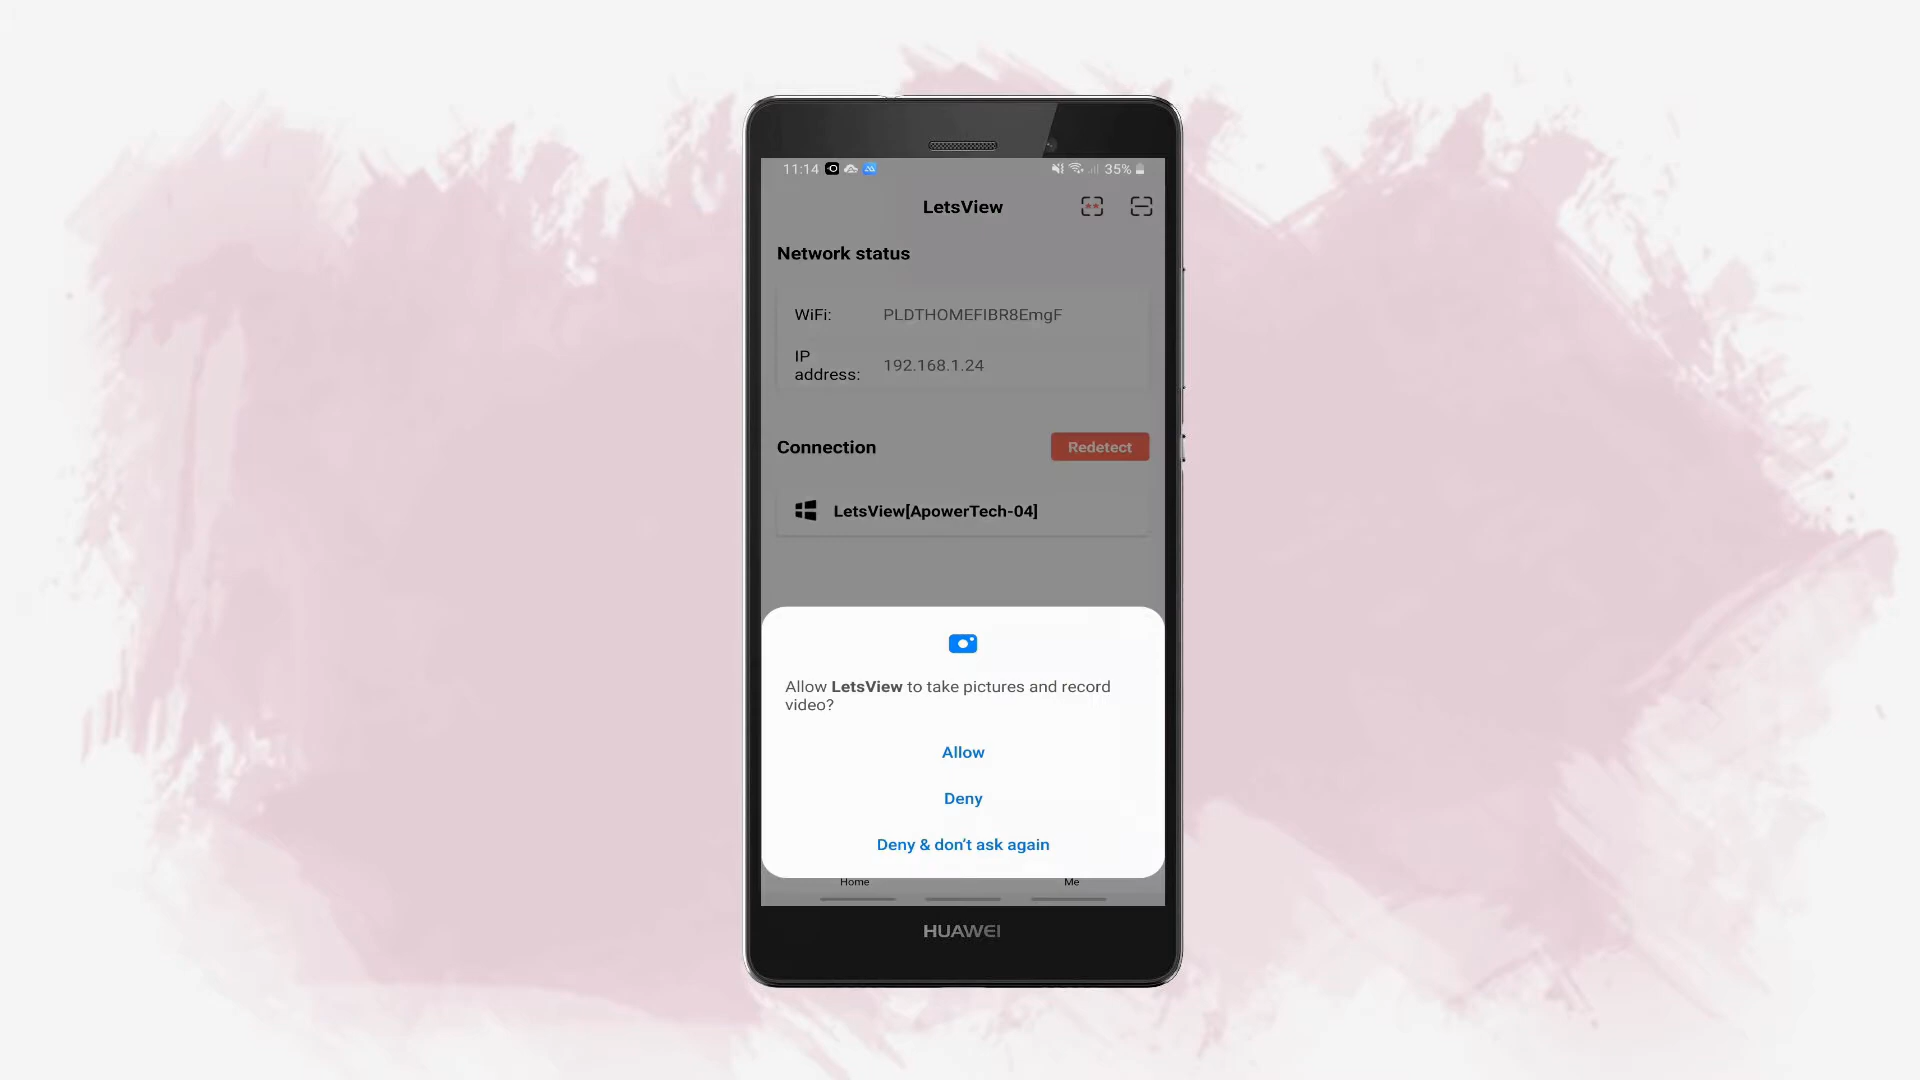 11:14 35%
LetsView
Network status
WiFi: PLDTHOMEFIBR8EmgF
IP
address: 192.168.1.24
Connection Redetect
LetsView[ApowerTech-04]
Allow LetsView to take pictures and record
video?
Allow
Deny
Deny & don't ask again
Home Me
HUAWEI